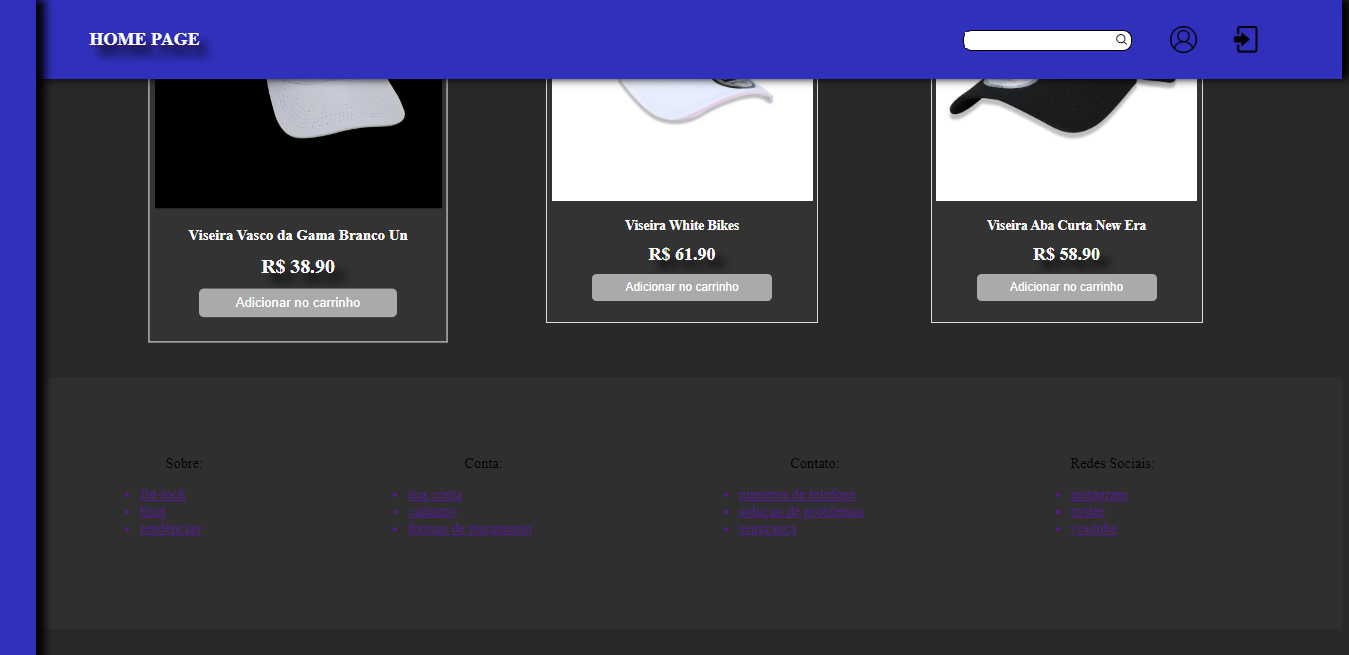 HOME PAGE
Viseira Vasco da Gama Branco Un
R$ 38.90
Adicionar no carrinho
Viseira White Bikes
R$ 61.90
Adicionar no carrinho
Viseira Aba Curta New Era
R$ 58.90
Adicionar no carrinho
Sobre:
fut-lock
blog
tendências
Conta:
sua conta
cadastro
formas de pagamento
Contato:
numeros de telefone
soluçao de problemas
segurança
Redes Sociais:
instagram
twiter
youtube